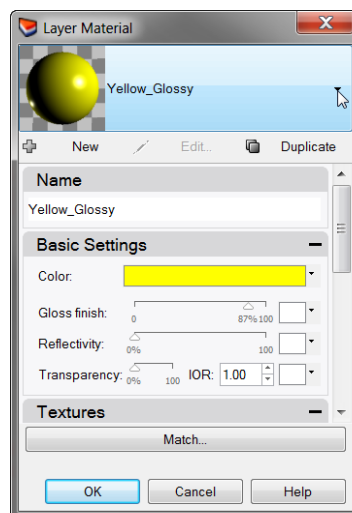 Layer Material
Yellow_Glossy
New Edit... Duplicate
Name
Yellow_Glossy
Basic Settings
Color:
Gloss finish: 0 87% 100
Reflectivity: 0% 100
Transparency: 0% 100 IOR: 1.00
Textures
Match...
OK Cancel Help